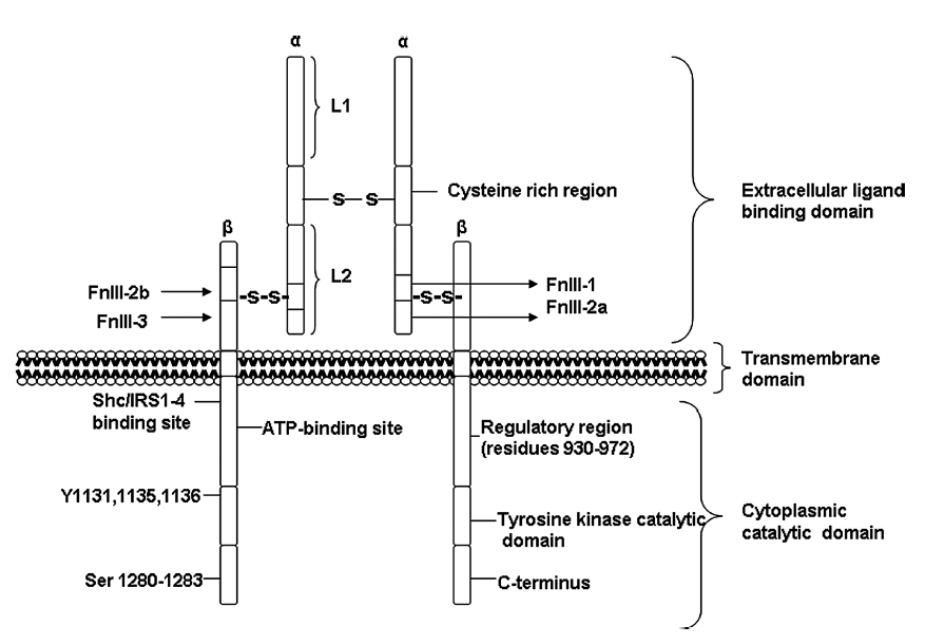 α
α
L1
S
S
Cysteine rich region
Extracellular ligand
binding domain
β
β
L2
FnIII-2b
-S-S-
-S-S-
FnIII-1
FnIII-3
FnIII-2a
Transmembrane
domain
Shc/IRS1-4
binding site
ATP-binding site
Regulatory region
(residues 930-972)
Y1131,1135,1136
Tyrosine kinase catalytic
domain
Cytoplasmic
catalytic domain
Ser 1280-1283
C-terminus